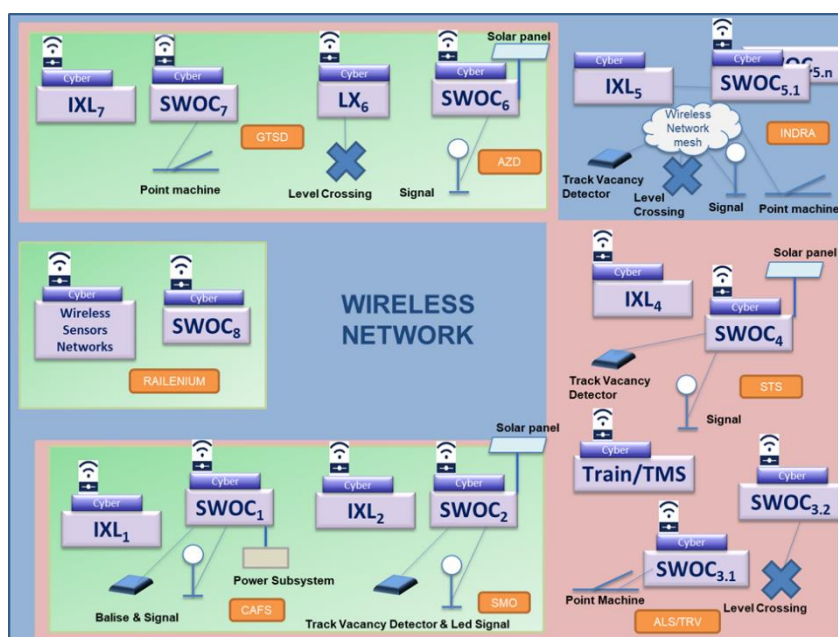 Solar panel
Cyber
IXL7
Cyber
SWOC7
Cyber
LX6
Cyber
SWOC6
GTSD
AZD
Point machine
Level Crossing
Signal
Cyber
IXL5
Cyber
SWOC5.1
5.n
Wireless
Network
mesh
INDRA
Track Vacancy
Detector
Level
Crossing
Signal
Point machine
Cyber
Wireless
Sensors
Networks
Cyber
SWOC8
RAILENIUM
WIRELESS
NETWORK
Solar panel
Cyber
IXL4
Cyber
SWOC4
Track Vacancy
Detector
STS
Signal
Solar panel
Cyber
IXL1
Cyber
SWOC1
Cyber
IXL2
Cyber
SWOC2
Power Subsystem
Balise & Signal
CAFS
Track Vacancy Detector & Led Signal
SMO
Cyber
Train/TMS
Cyber
SWOC3.2
Cyber
SWOC3.1
Point Machine
Level Crossing
ALS/TRV